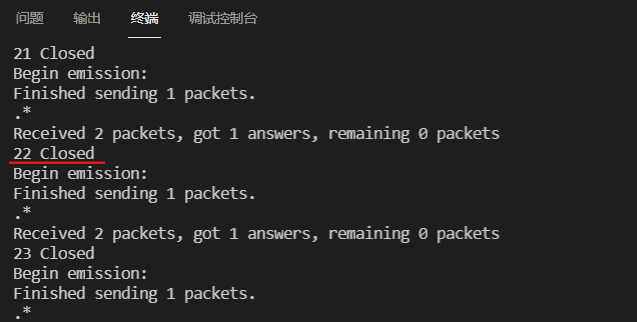 问题 输出 终端 调试控制台
21 Closed
Begin emission:
Finished sending 1 packets.
.*
Received 2 packets, got 1 answers, remaining 0 packets
22 Closed
Begin emission:
Finished sending 1 packets.
.*
Received 2 packets, got 1 answers, remaining 0 packets
23 Closed
Begin emission:
Finished sending 1 packets.
.*